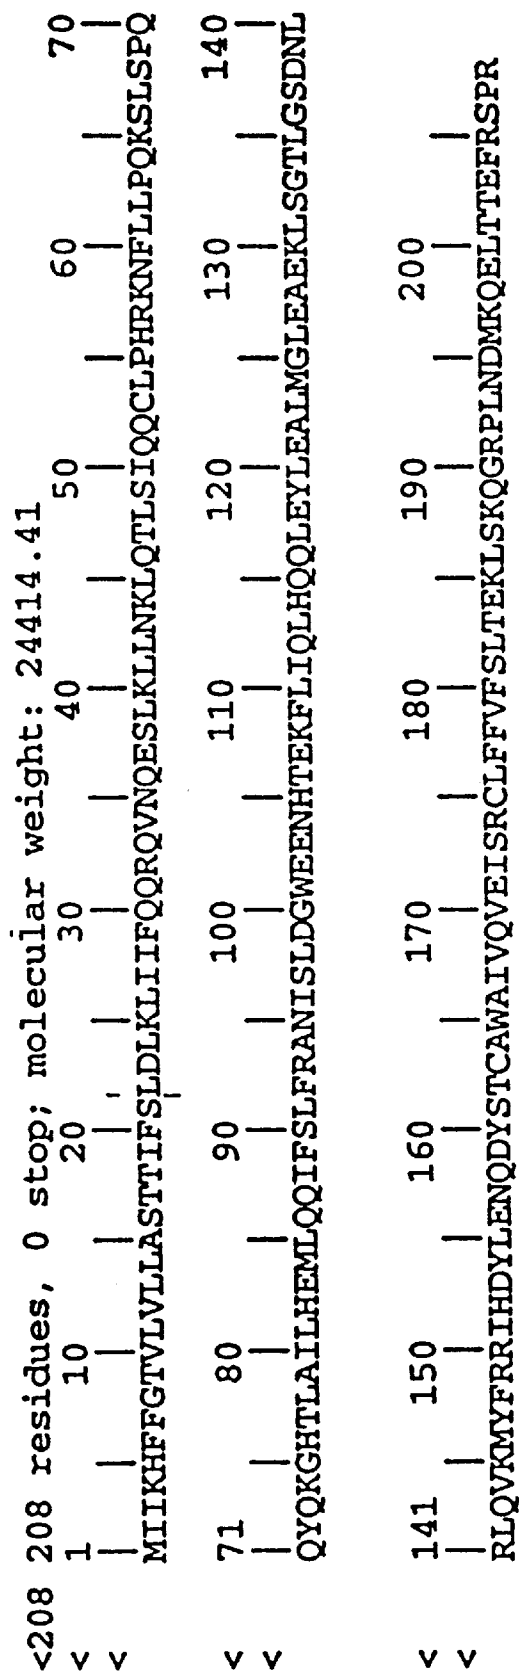 <208 208 residues, 0 stop; molecular weight: 24414.41
< 1 10 20 30 40 50 60 70
< | | | | | | | | | | | | | | |
MIIKHFFGTVLVLLASTTIFSLDLKLIIFQQRQVNQESLKLLNKLQTLSIQQCLPHRKNFLLPQKSLSPQ
< 71 80 90 100 110 120 130 140
< | | | | | | | | | | | | | | |
QYQKGHTLAILHEMLQQIFSLFRANISLDGWEENHTEKFLIQLHQQLEYLEALMGLEAEKLSGTLGSDNL
< 141 150 160 170 180 190 200
< | | | | | | | | | | | | | |
RLQVKMYFRRIHDYLENQDYSTCAWAIVQVEISRCLFFVFSLTEKLSKQGRPLNDMKQELTTEFRSPR